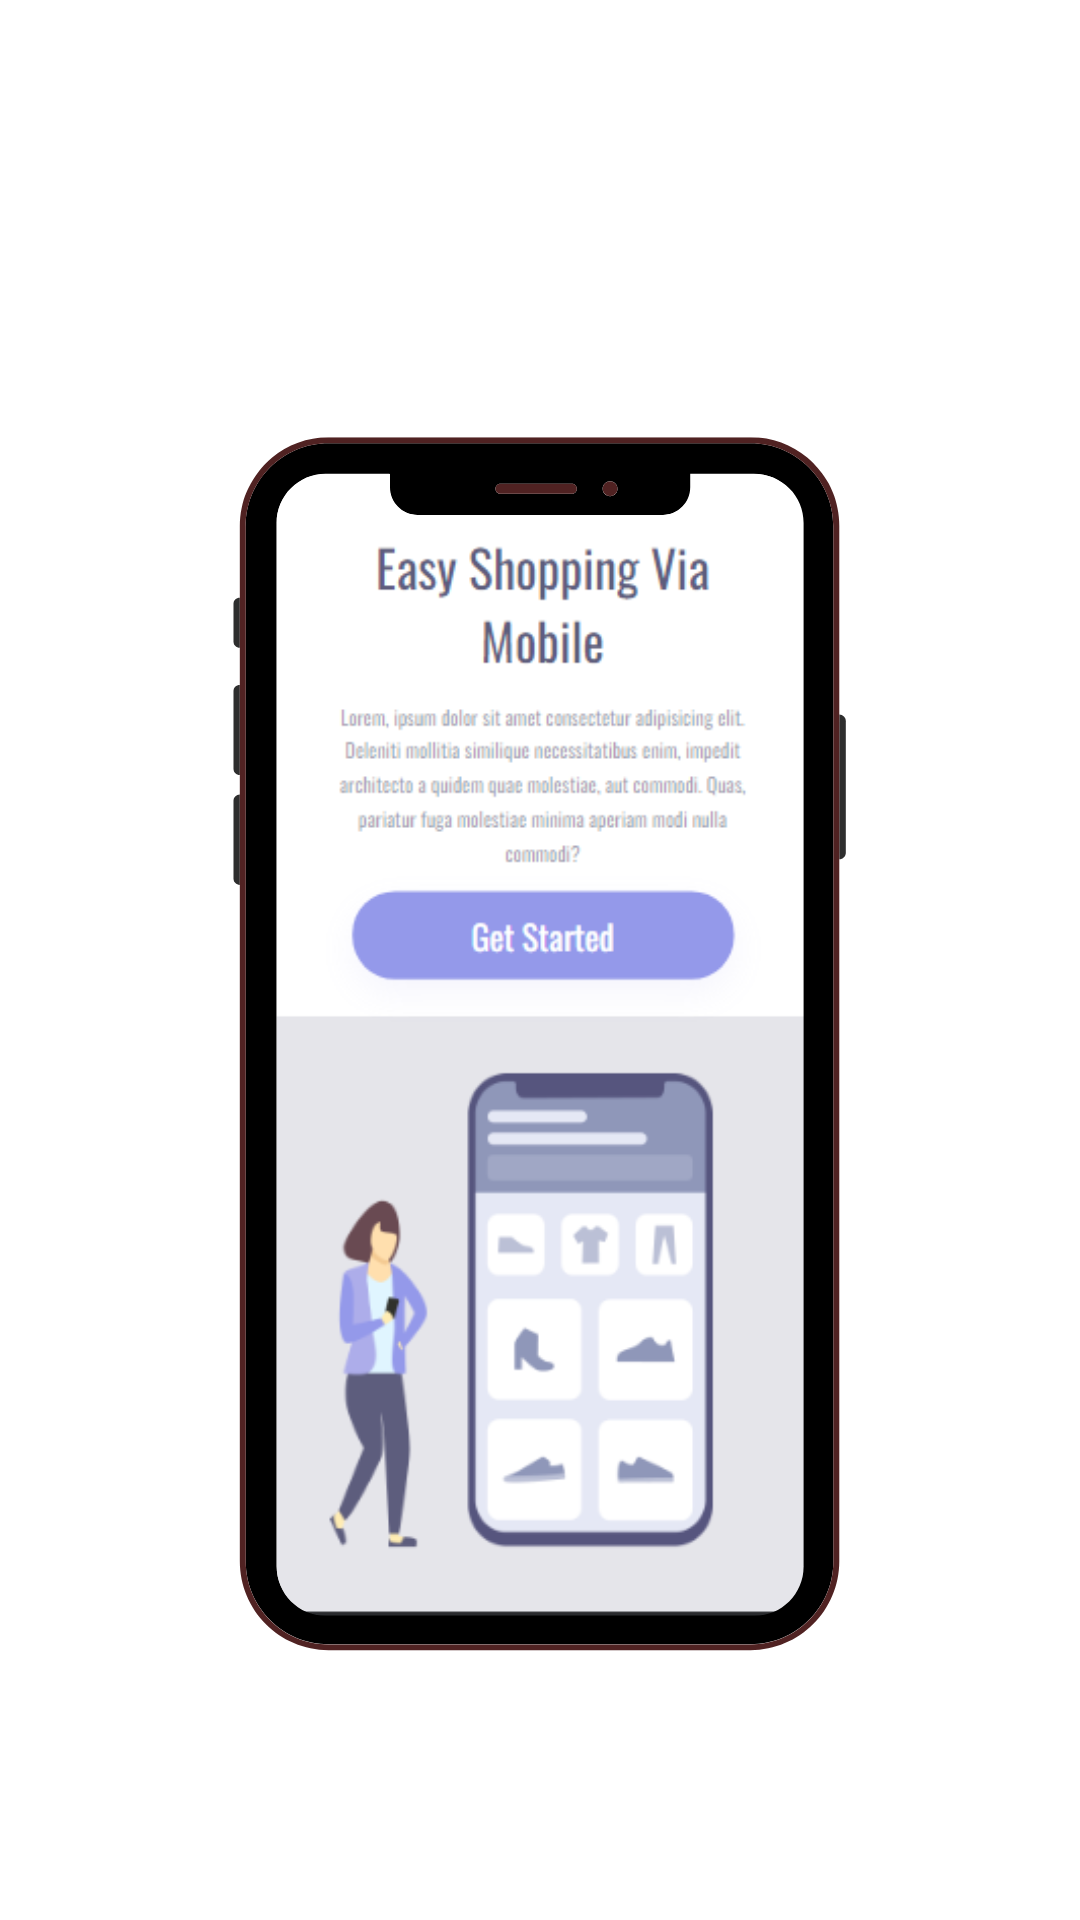 Easy Shopping Via
Mobile
Lorem, ipsum dolor sit amet consectetur adipisicing elit.
Deleniti mollitia similique necessitatibus enim, impedit
architecto a quidem quae molestiae, aut commodi. Quas,
pariatur fuga molestiae minima aperiam modi nulla
commodi?
Get Started